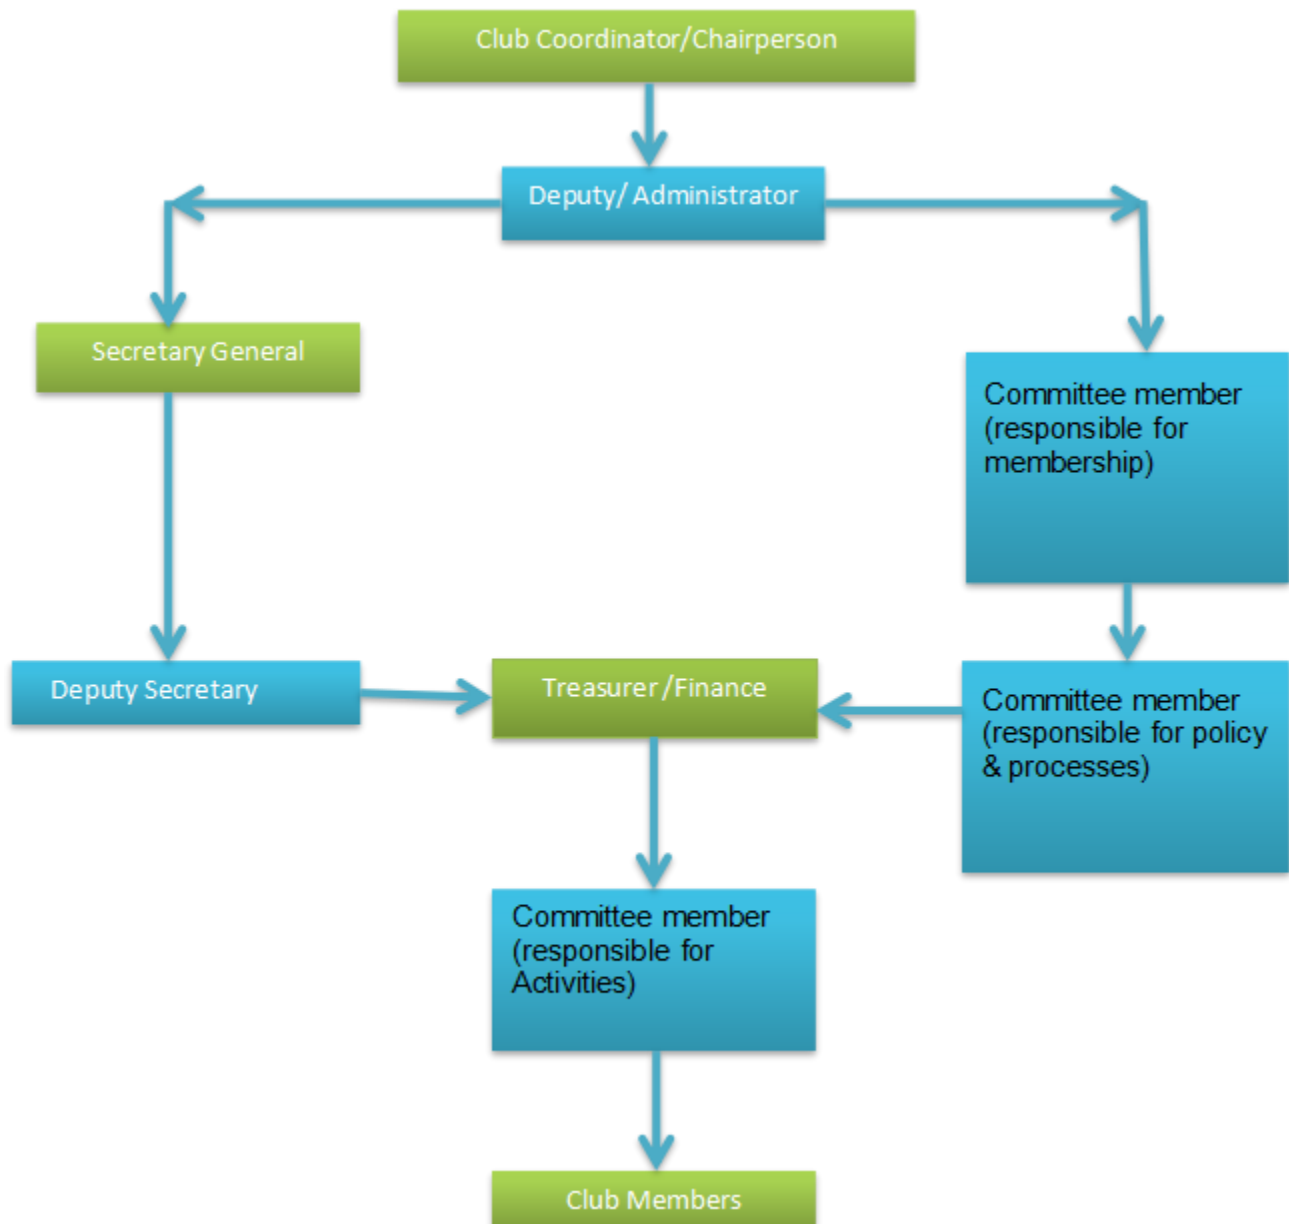 Club Coordinator/Chairperson
Deputy/ Administrator
Secretary General
Committee member
(responsible for
membership)
Deputy Secretary
Treasurer /Finance
Committee member
(responsible for policy
& processes)
Committee member
(responsible for
Activities)
Club Members